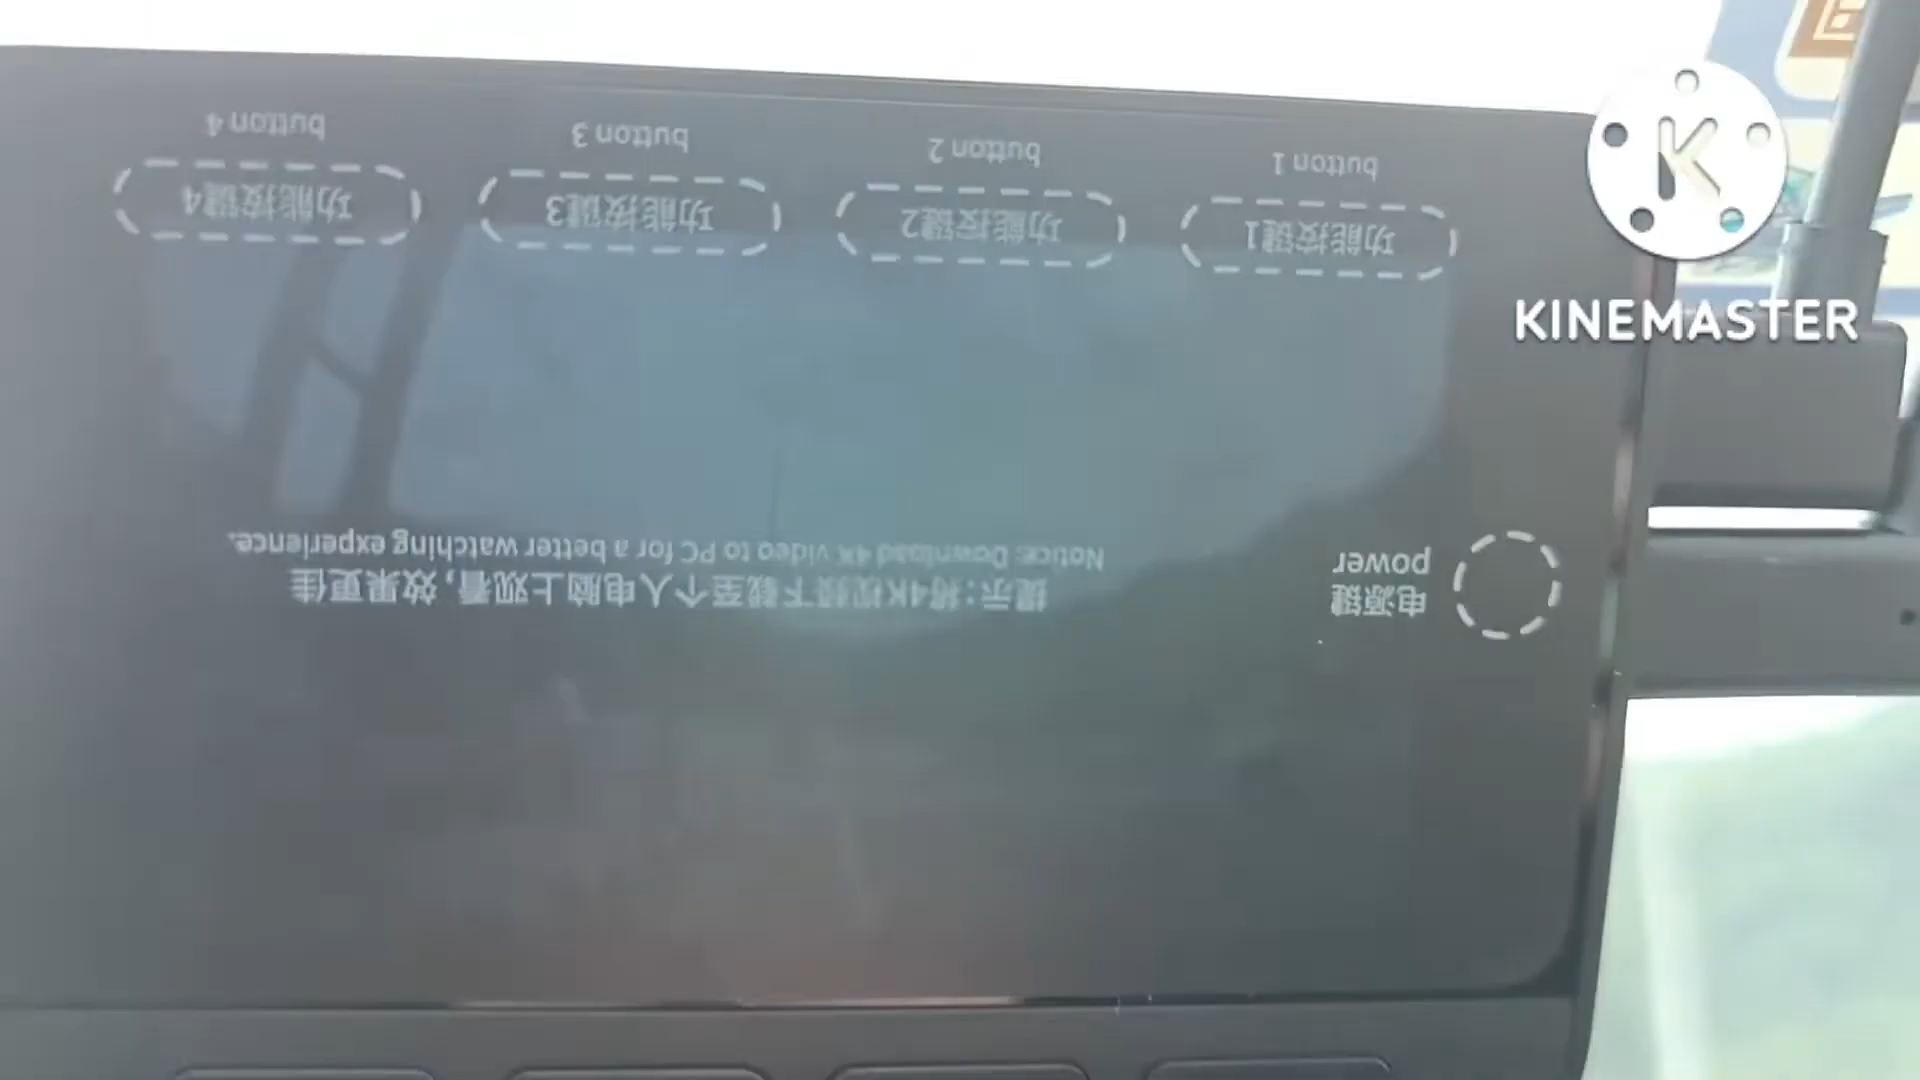 KINEMASTER
电源键
power
提示:将4K视频下载至个人电脑上观看,效果更佳
Notice: Download 4K video to PC for a better watching experience.
功能按键1
button 1
功能按键2
button 2
功能按键3
button 3
功能按键4
button 4